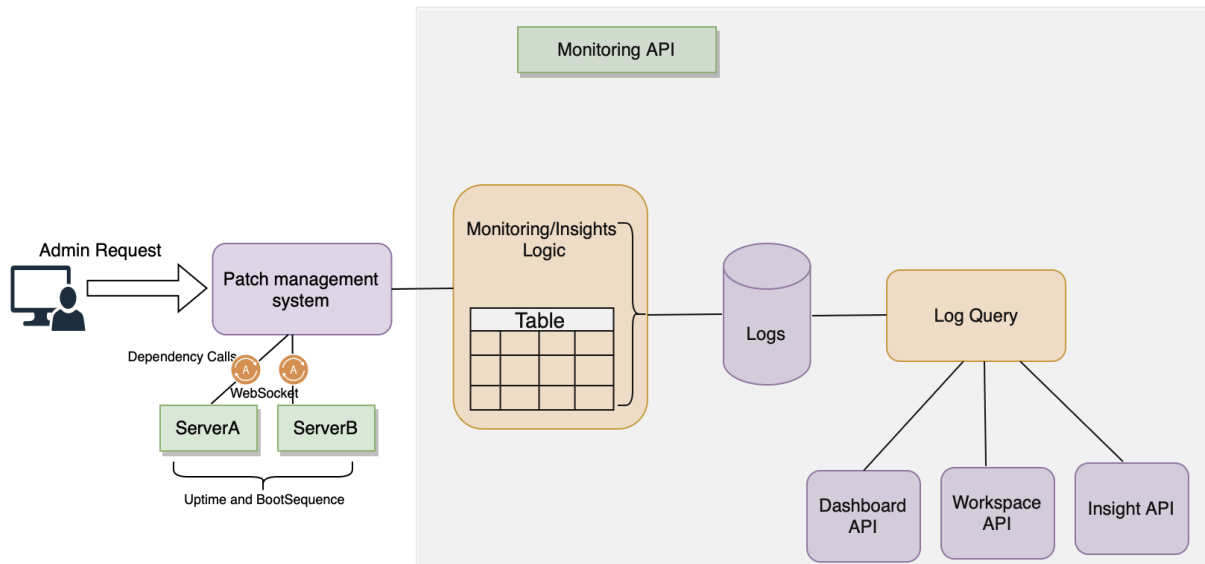 Monitoring API
Admin Request
Patch management
system
Monitoring/Insights
Logic
Table
Logs
Log Query
Dependency Calls
A
A
WebSocket
ServerA
ServerB
Uptime and BootSequence
Dashboard
API
Workspace
API
Insight API